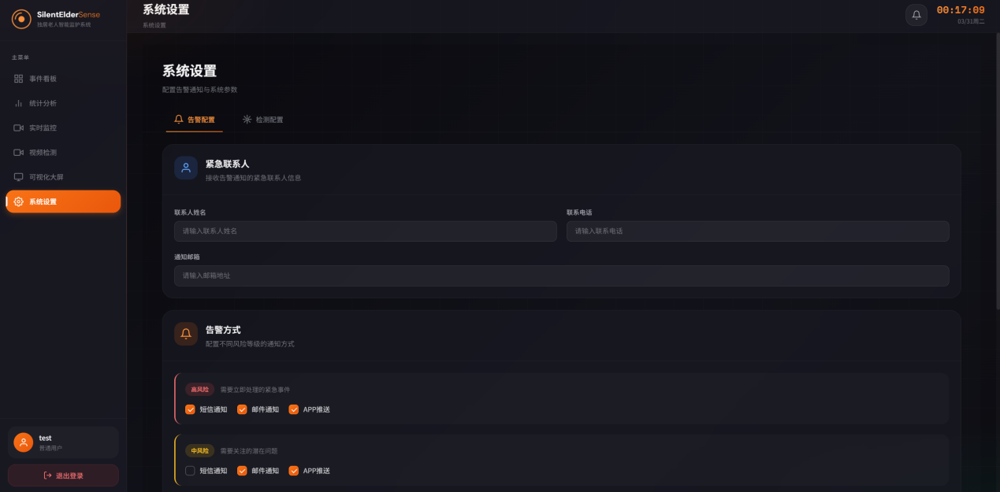 SilentElderSense
独居老人智能监护系统
主菜单
事件看板
统计分析
实时监控
视频检测
可视化大屏
系统设置
test
普通用户
退出登录
系统设置
系统设置
00:17:09
03/31周二
系统设置
配置告警通知与系统参数
告警配置
检测配置
紧急联系人
接收告警通知的紧急联系人信息
联系人姓名
联系电话
请输入联系人姓名
请输入联系电话
通知邮箱
请输入邮箱地址
告警方式
配置不同风险等级的通知方式
高风险 需要立即处理的紧急事件
短信通知 邮件通知 APP推送
中风险 需要关注的潜在问题
短信通知 邮件通知 APP推送